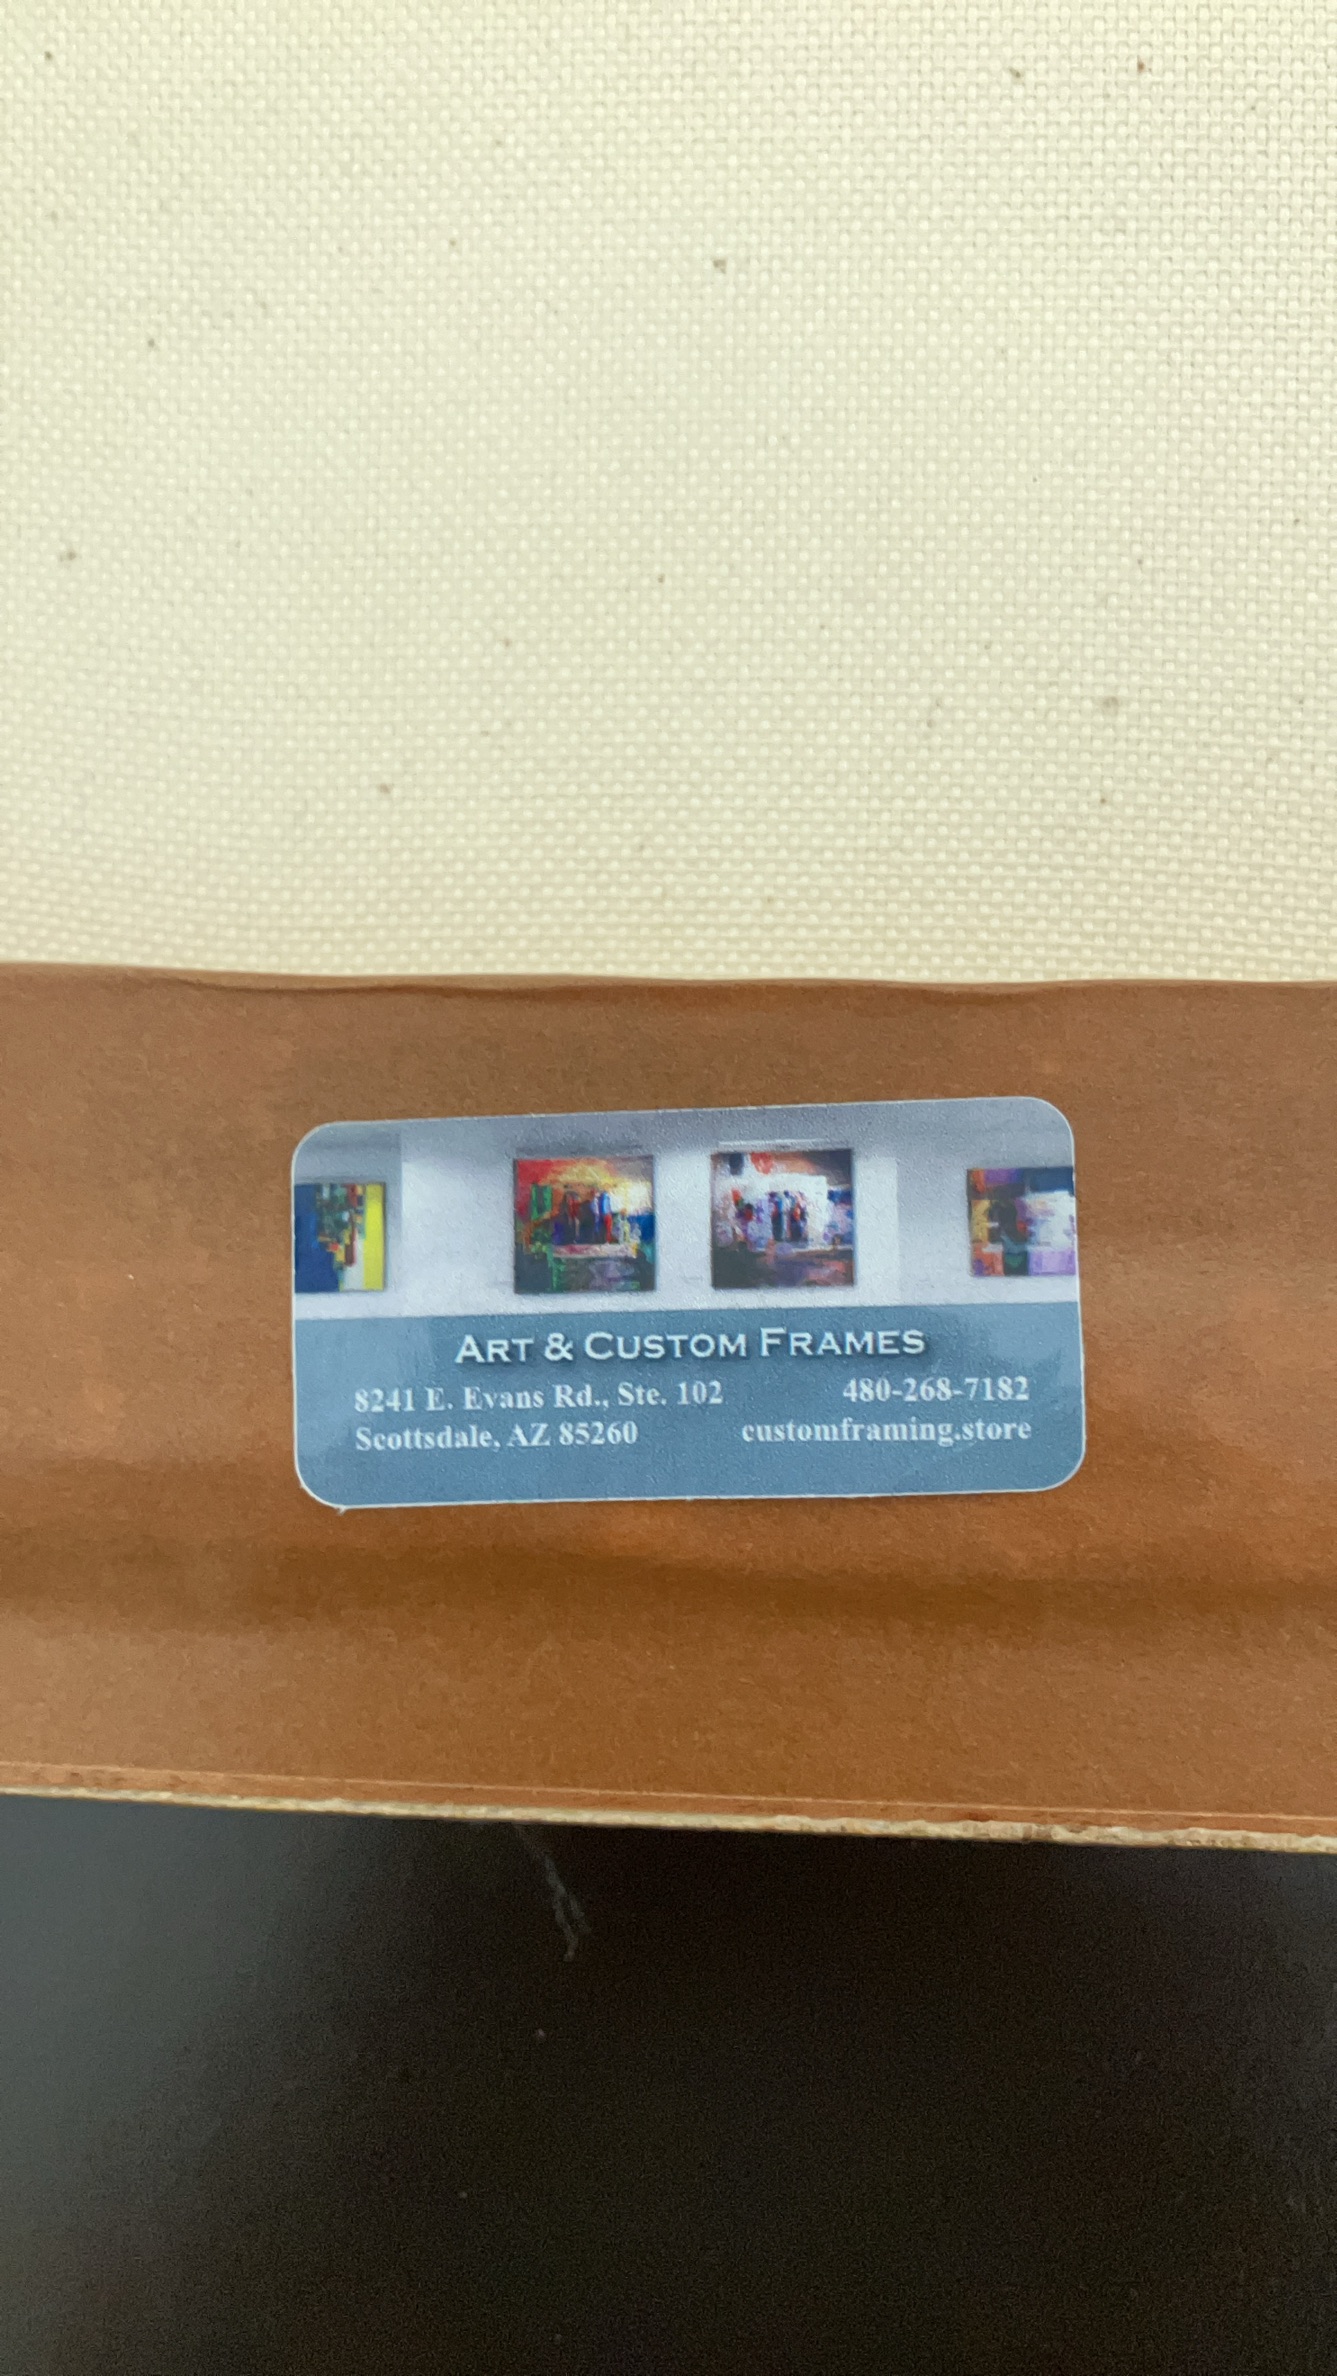 ART & CUSTOM FRAMES
8241 E. Evans Rd., Ste. 102
480-268-7182
Scottsdale, AZ 85260
customframing.store